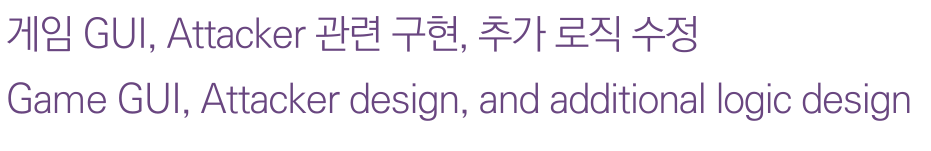 게임 GUI, Attacker 관련 구현, 추가 로직 수정
Game GUI, Attacker design, and additional logic design